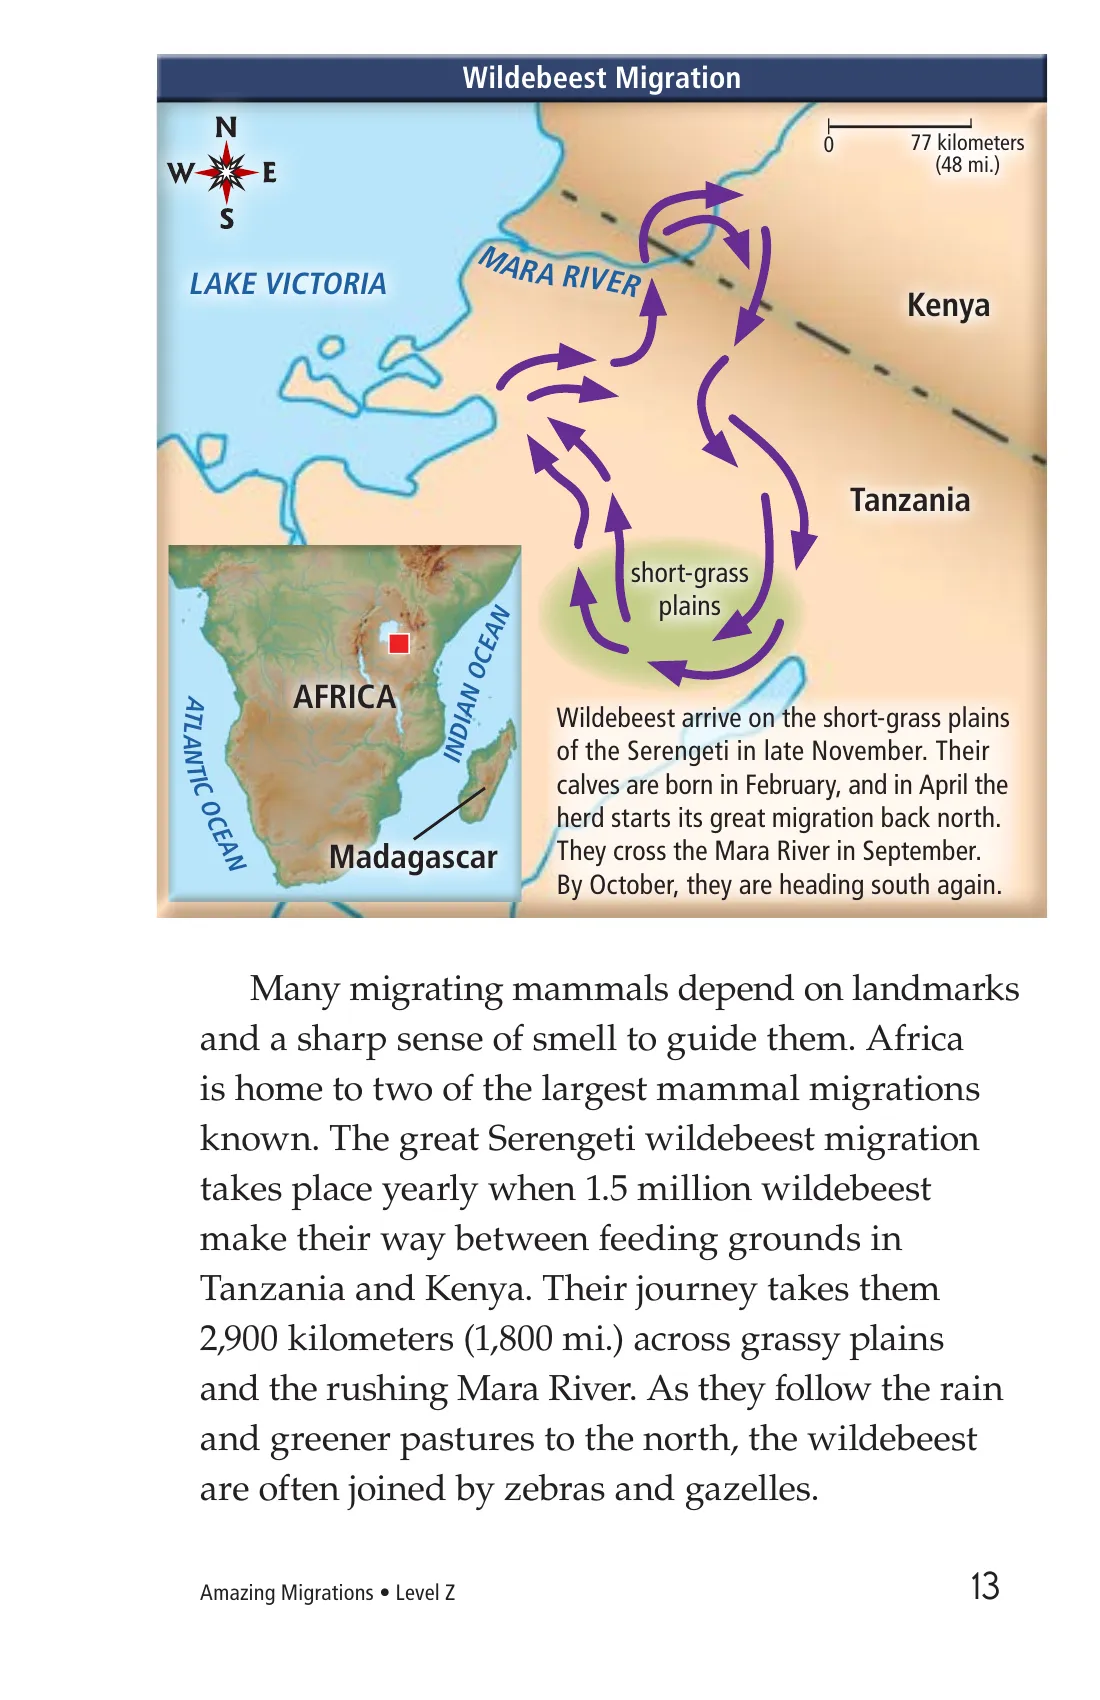 Wildebeest Migration
N
W E
S
0 77 kilometers
(48 mi.)
LAKE VICTORIA
MARA RIVER
Kenya
Tanzania
short-grass
plains
AFRICA
ATLANTIC OCEAN
INDIAN OCEAN
Madagascar
Wildebeest arrive on the short-grass plains
of the Serengeti in late November. Their
calves are born in February, and in April the
herd starts its great migration back north.
They cross the Mara River in September.
By October, they are heading south again.
Many migrating mammals depend on landmarks
and a sharp sense of smell to guide them. Africa
is home to two of the largest mammal migrations
known. The great Serengeti wildebeest migration
takes place yearly when 1.5 million wildebeest
make their way between feeding grounds in
Tanzania and Kenya. Their journey takes them
2,900 kilometers (1,800 mi.) across grassy plains
and the rushing Mara River. As they follow the rain
and greener pastures to the north, the wildebeest
are often joined by zebras and gazelles.
Amazing Migrations • Level Z
13